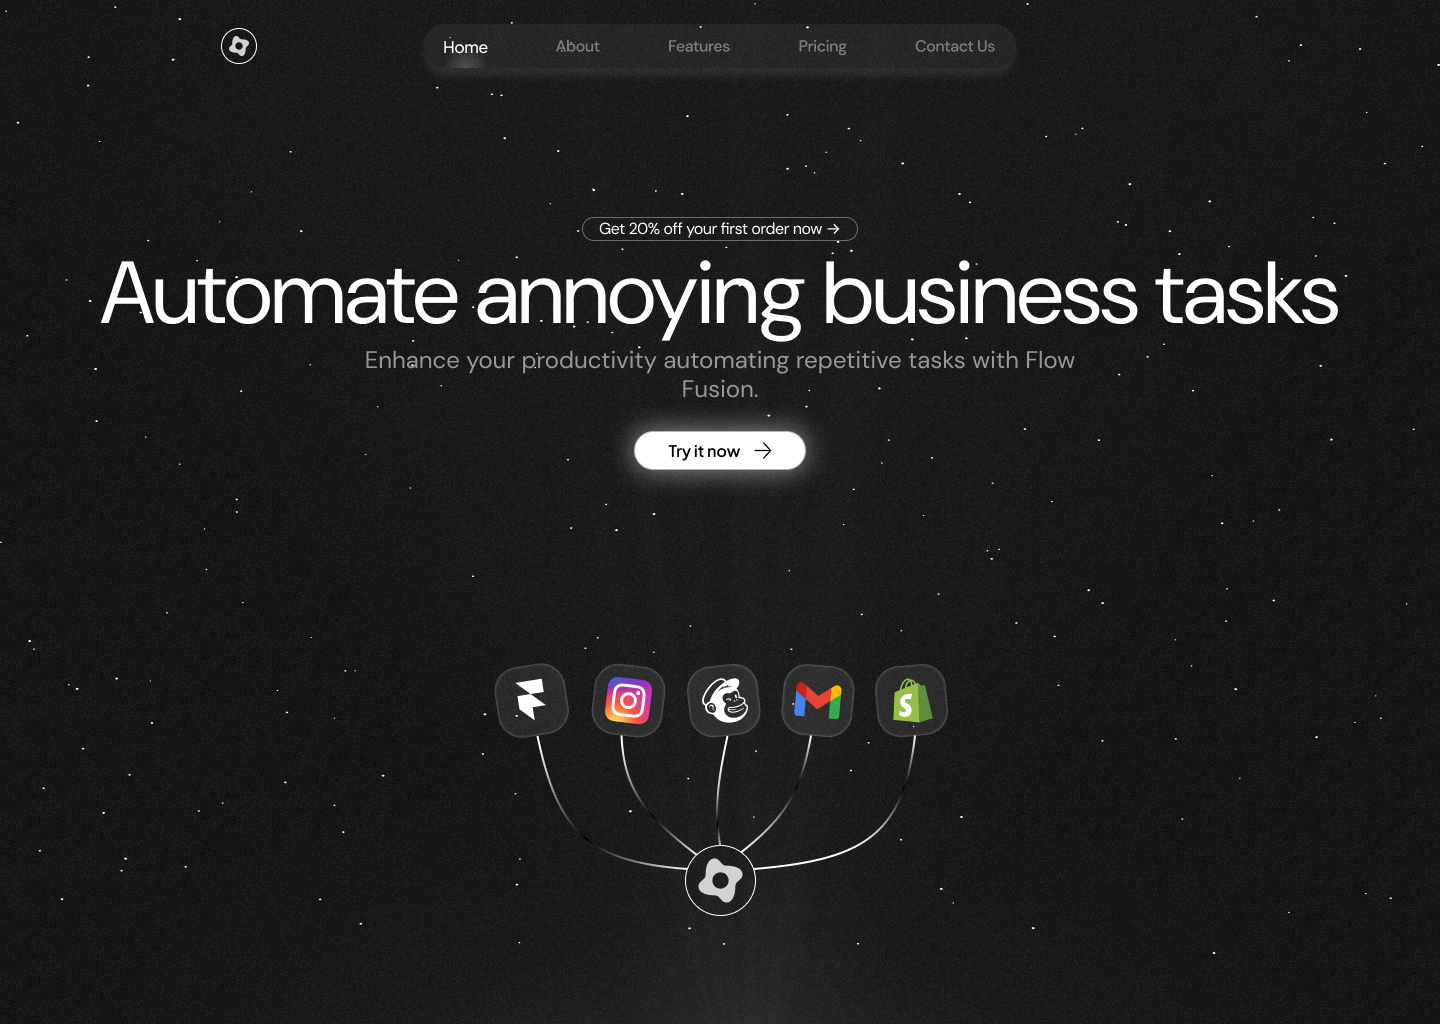 Home
About
Features
Pricing
Contact Us
Get 20% off your first order now →
Automate annoying business tasks
Enhance your productivity automating repetitive tasks with Flow
Fusion.
Try it now →